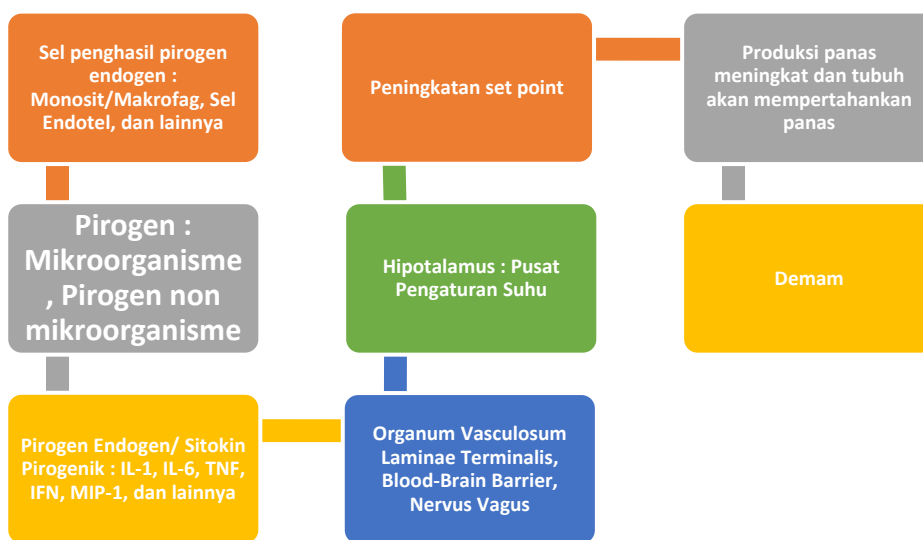 Sel penghasil pirogen
endogen :
Monosit/Makrofag, Sel
Endotel, dan lainnya
Pirogen :
Mikroorganisme
, Pirogen non
mikroorganisme
Pirogen Endogen/ Sitokin
Pirogenik : IL-1, IL-6, TNF,
IFN, MIP-1, dan lainnya
Organum Vasculosum
Laminae Terminalis,
Blood-Brain Barrier,
Nervus Vagus
Hipotalamus : Pusat
Pengaturan Suhu
Peningkatan set point
Produksi panas
meningkat dan tubuh
akan mempertahankan
panas
Demam